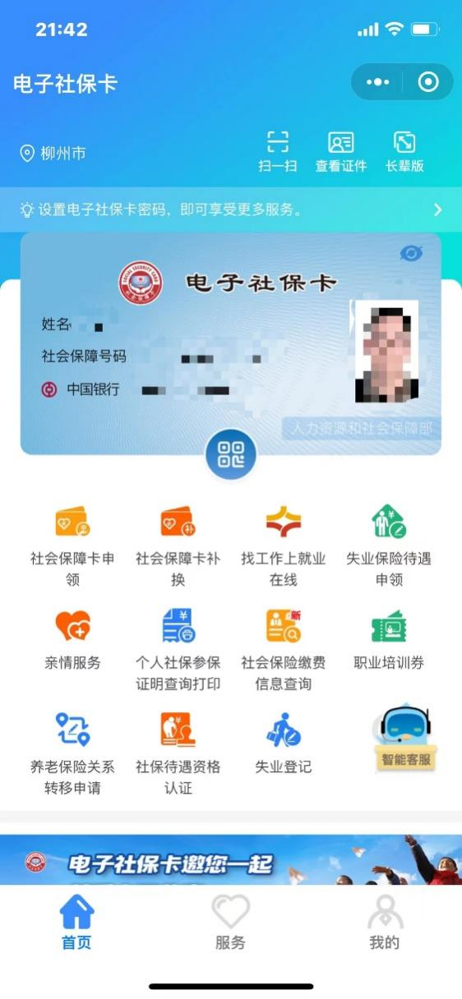 21:42
电子社保卡
柳州市
扫一扫
查看证件
长辈版
设置电子社保卡密码，即可享受更多服务。
SOCIAL SECURITY CARD
电子社保卡
姓名
社会保障号码
中国银行
人力资源和社会保障部
社会保障卡申
领
社会保障卡补
换
找工作上就业
在线
失业保险待遇
申领
亲情服务
个人社保参保
证明查询打印
新
社会保险缴费
信息查询
职业培训券
养老保险关系
转移申请
社保待遇资格
认证
失业登记
智能客服
电子社保卡邀您一起
首页
服务
我的